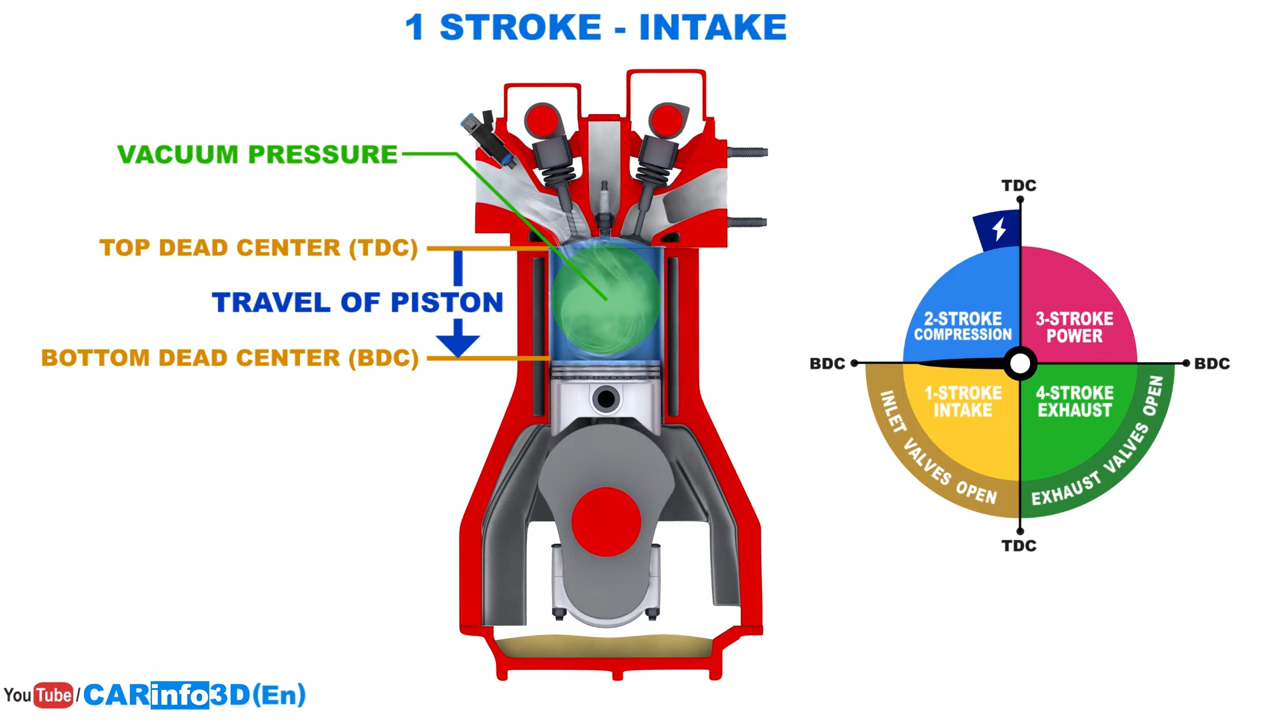 1 STROKE - INTAKE
VACUUM PRESSURE
TOP DEAD CENTER (TDC)
TRAVEL OF PISTON
BOTTOM DEAD CENTER (BDC)
TDC
2-STROKE
COMPRESSION
3-STROKE
POWER
BDC
BDC
1-STROKE
INTAKE
4-STROKE
EXHAUST
INLET VALVES OPEN
EXHAUST VALVES OPEN
TDC
YouTube/CARinfo3D(En)